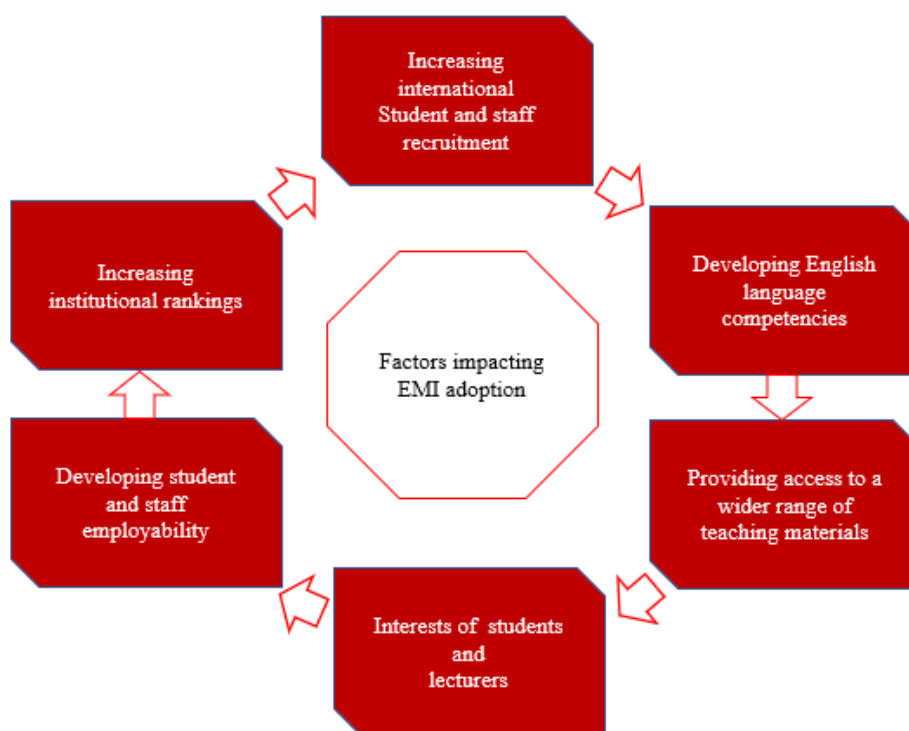 Increasing
international
Student and staff
recruitment
Developing English
language
competencies
Providing access to a
wider range of
teaching materials
Interests of students
and
lecturers
Developing student
and staff
employability
Increasing
institutional rankings
Factors impacting
EMI adoption